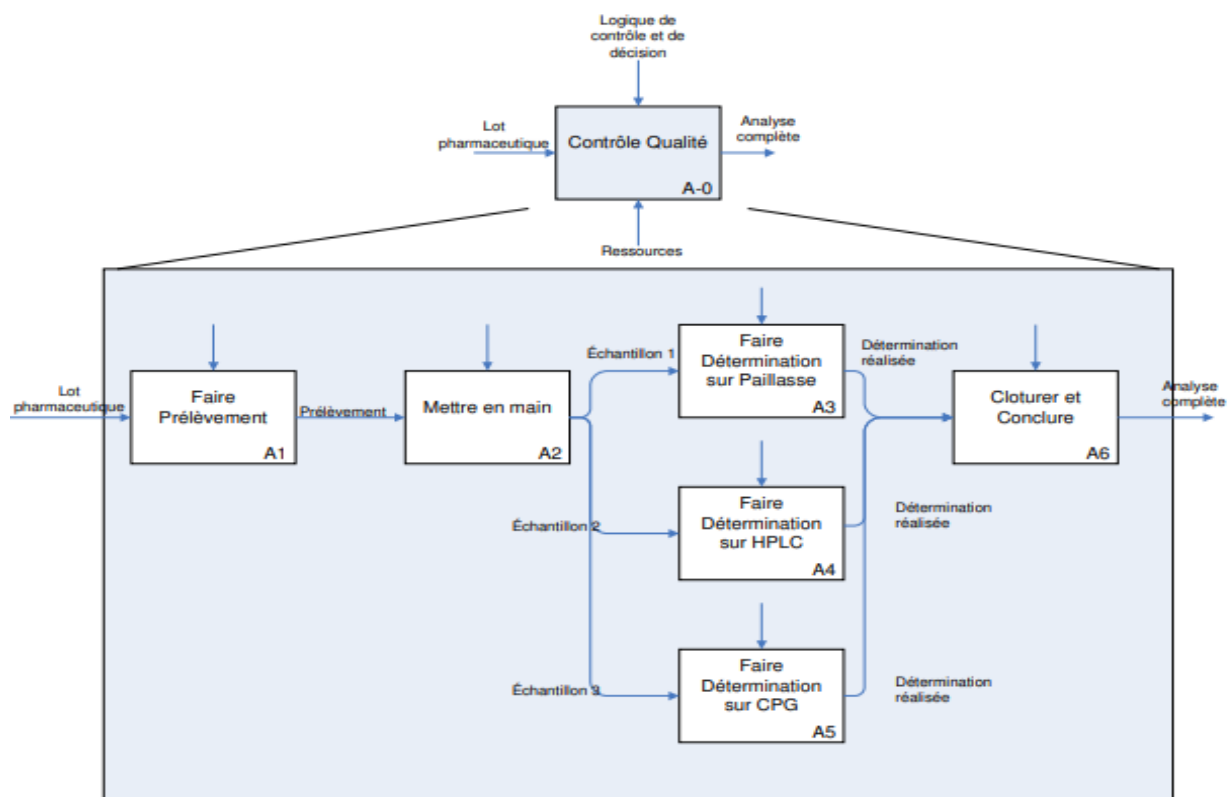 Logique de
contrôle et de
décision
Lot
pharmaceutique
Contrôle Qualité
A-0
Analyse
complète
Ressources
Lot
pharmaceutique
Faire
Prélèvement
A1
Prélèvement
Mettre en main
A2
Échantillon 1
Faire
Détermination
sur Paillasse
A3
Détermination
réalisée
Échantillon 2
Faire
Détermination
sur HPLC
A4
Détermination
réalisée
Échantillon 3
Faire
Détermination
sur CPG
A5
Détermination
réalisée
Cloturer et
Conclure
A6
Analyse
complète